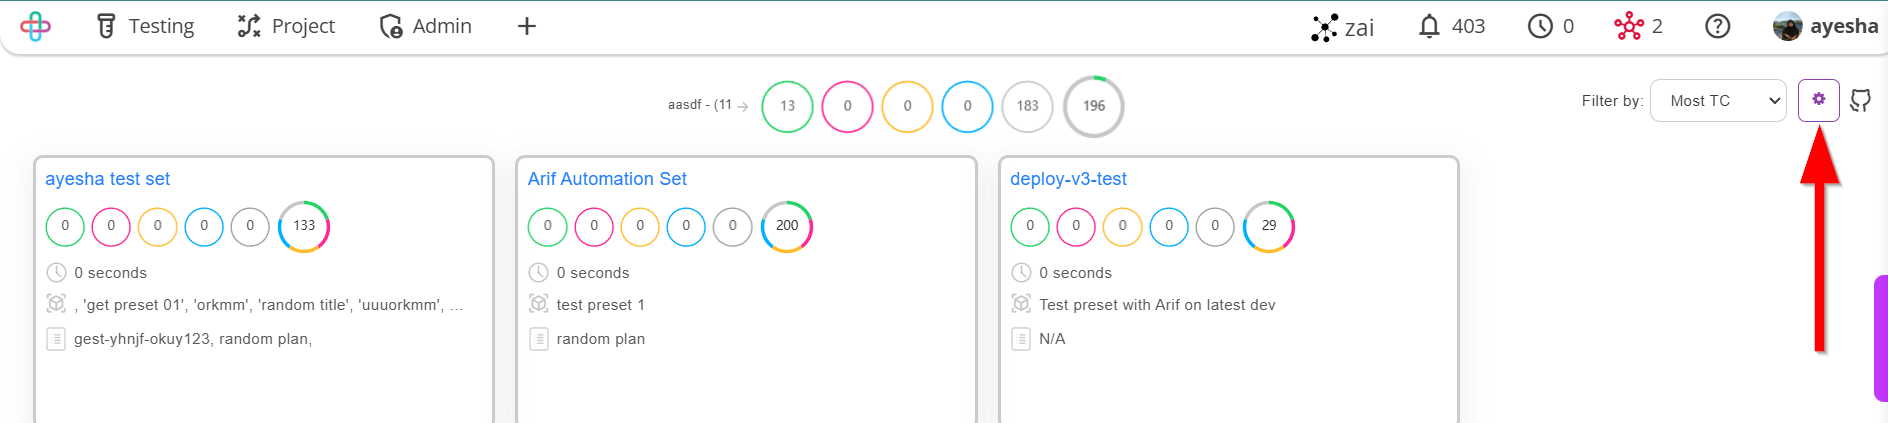 Testing Project Admin zai 403 0 2 ayesha
aasdf - (11 13 0 0 0 183 196 Filter by: Most TC
ayesha test set
0 0 0 0 0 133
0 seconds
, 'get preset 01', 'orkmm', 'random title', 'uuuorkmm', ...
gest-yhnjf-okuy123, random plan,
Arif Automation Set
0 0 0 0 0 200
0 seconds
test preset 1
random plan
deploy-v3-test
0 0 0 0 0 29
0 seconds
Test preset with Arif on latest dev
N/A